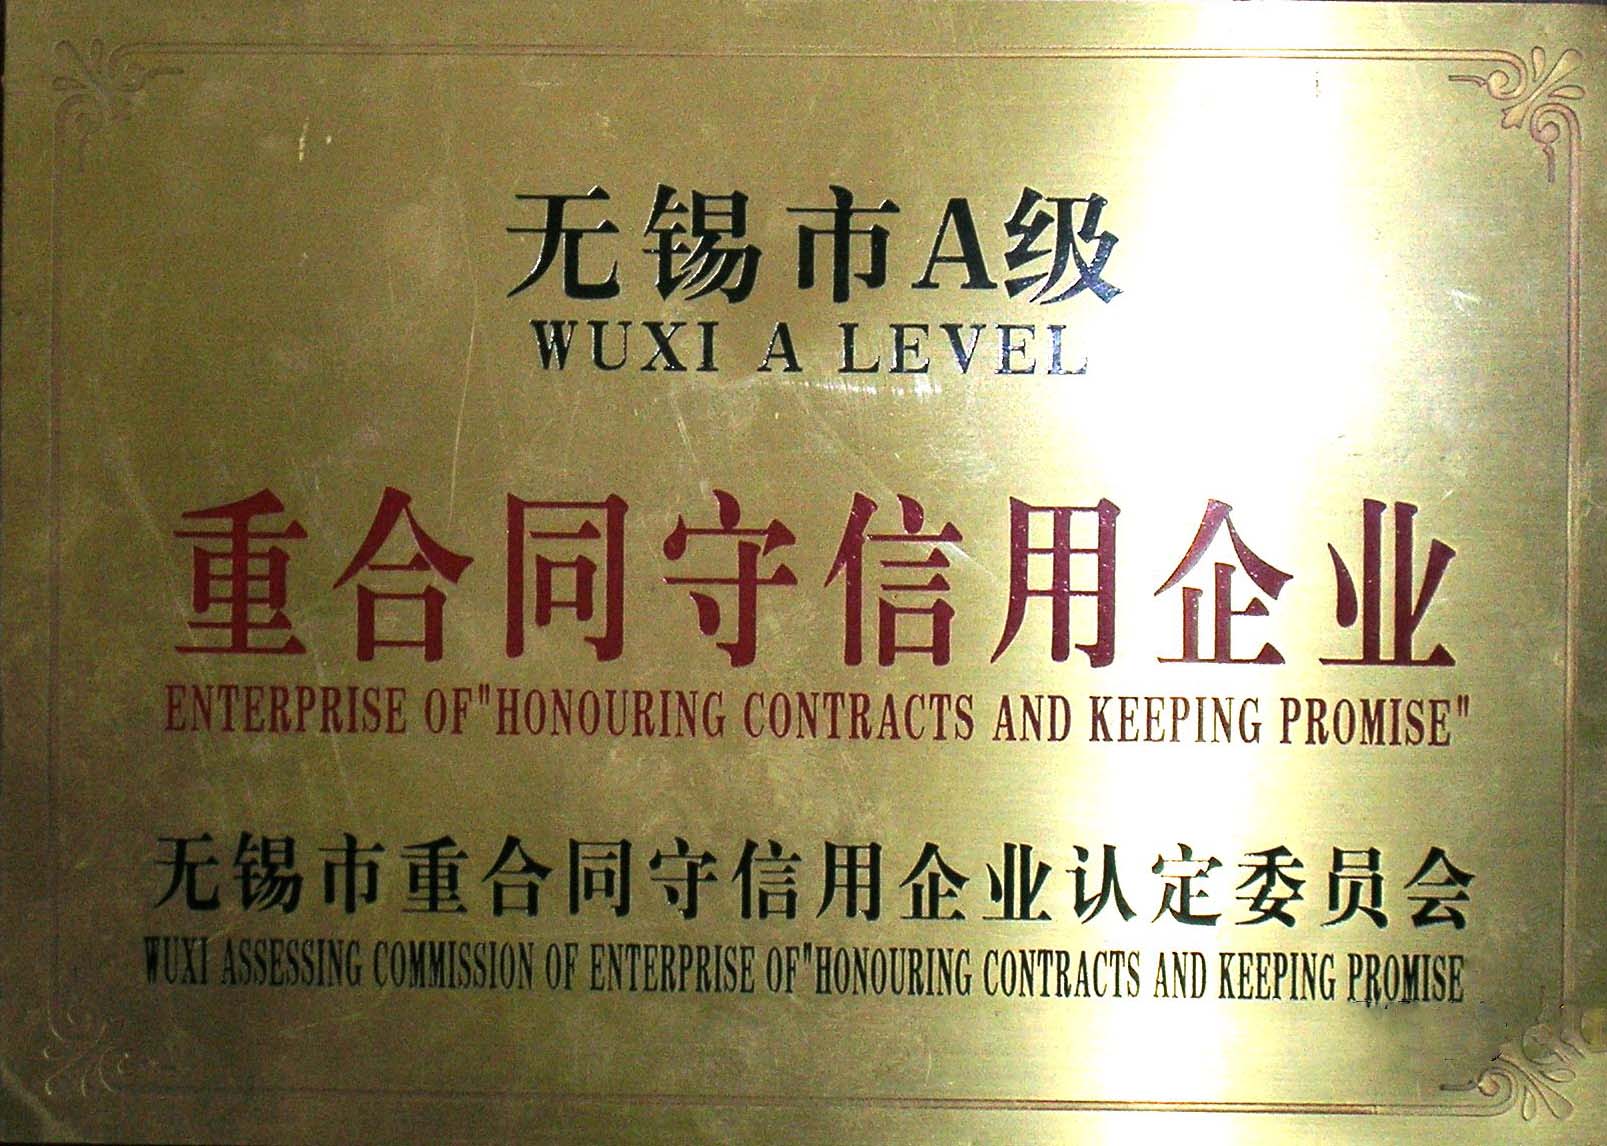 无锡市A级
WUXI A LEVEL
重合同守信用企业
ENTERPRISE OF"HONOURING CONTRACTS AND KEEPING PROMISE"
无锡市重合同守信用企业认定委员会
WUXI ASSESSING COMMISSION OF ENTERPRISE OF"HONOURING CONTRACTS AND KEEPING PROMISE